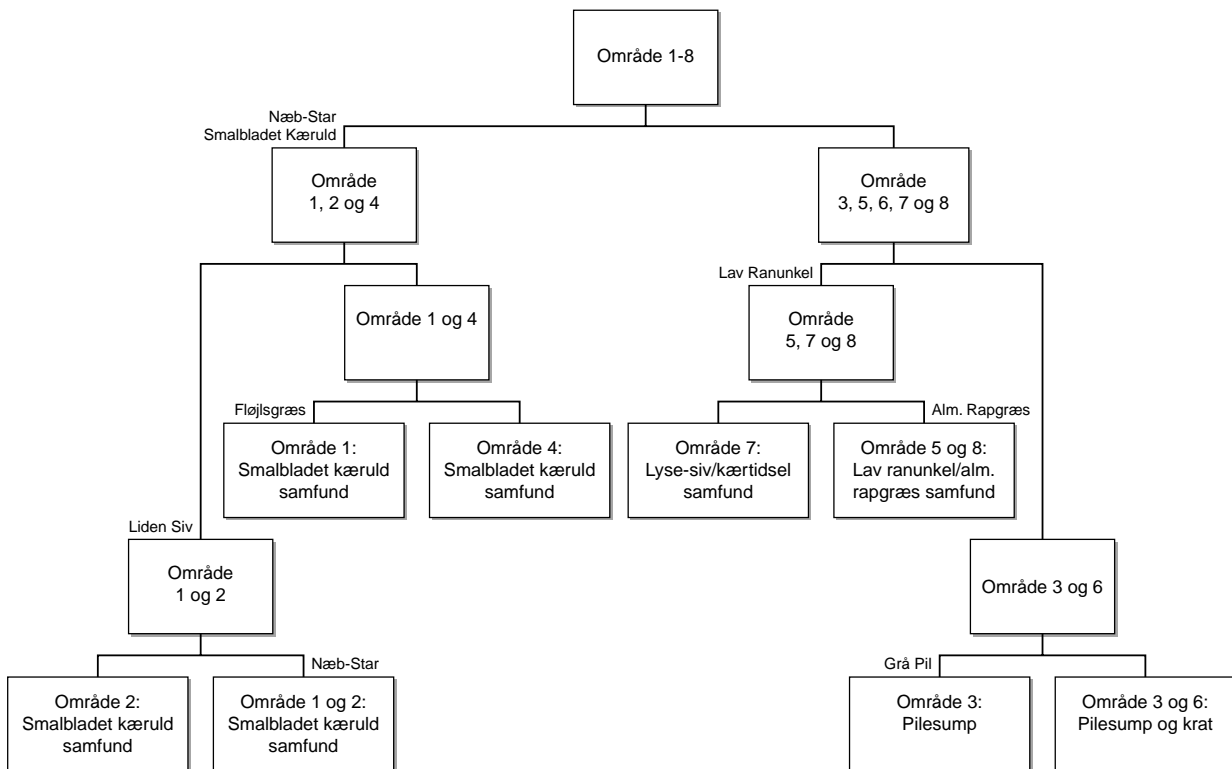 Område 1-8
Næb-Star
Smalbladet Kæruld
Område
1, 2 og 4
Område
3, 5, 6, 7 og 8
Lav Ranunkel
Område 1 og 4
Område
5, 7 og 8
Fløjlsgræs
Alm. Rapgræs
Område 1:
Smalbladet kæruld
samfund
Område 4:
Smalbladet kæruld
samfund
Område 7:
Lyse-siv/kærtidsel
samfund
Område 5 og 8:
Lav ranunkel/alm.
rapgræs samfund
Liden Siv
Område
1 og 2
Område 3 og 6
Næb-Star
Grå Pil
Område 2:
Smalbladet kæruld
samfund
Område 1 og 2:
Smalbladet kæruld
samfund
Område 3:
Pilesump
Område 3 og 6:
Pilesump og krat